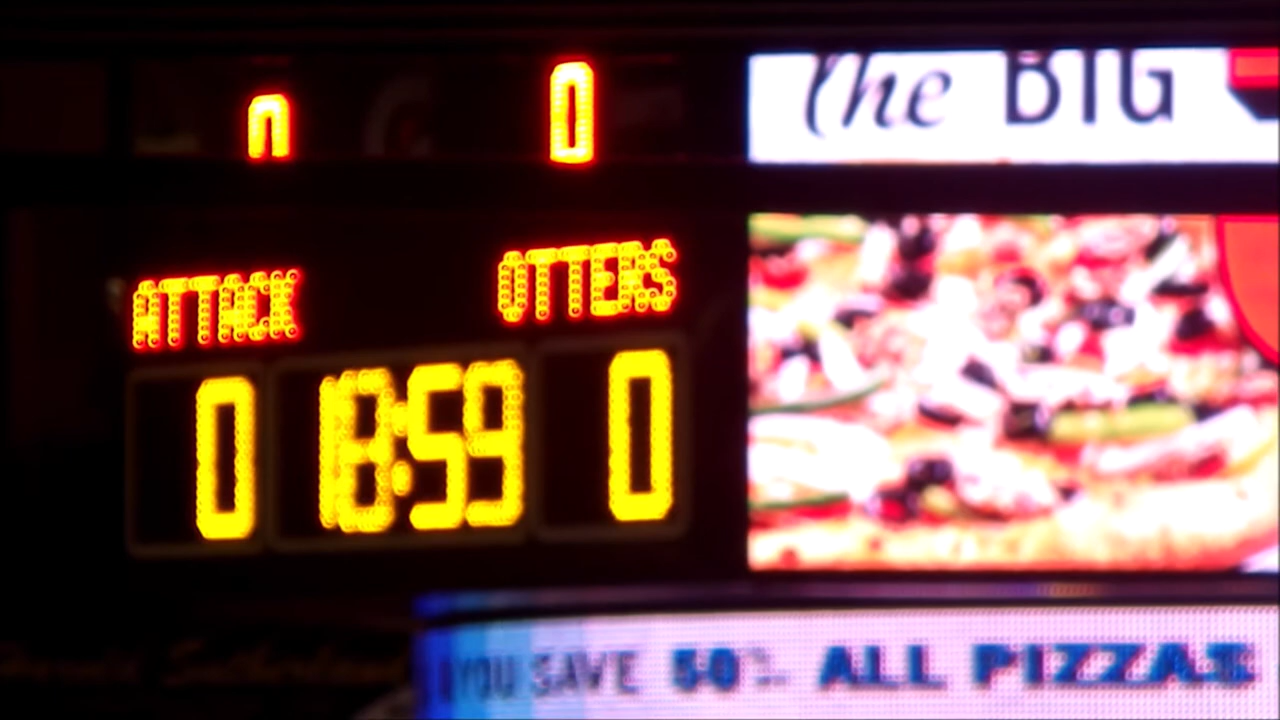 0 0
The BIG
ATTACK OTTERS
0 18:59 0
YOU SAVE 50% ALL PIZZAS